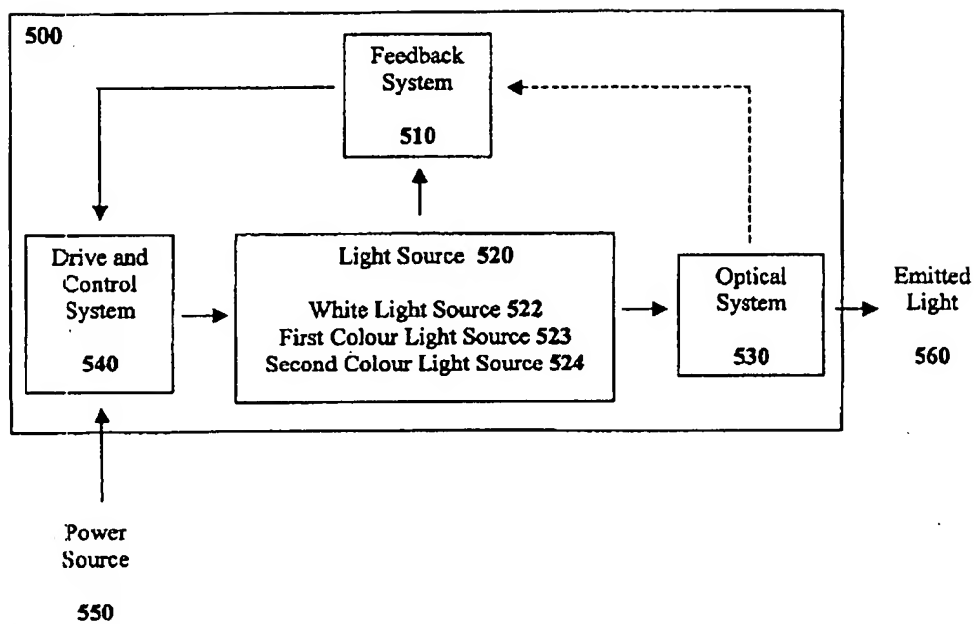 500
Feedback
System
510
Drive and
Control
System
540
Light Source 520
White Light Source 522
First Colour Light Source 523
Second Colour Light Source 524
Optical
System
530
Emitted
Light
560
Power
Source
550